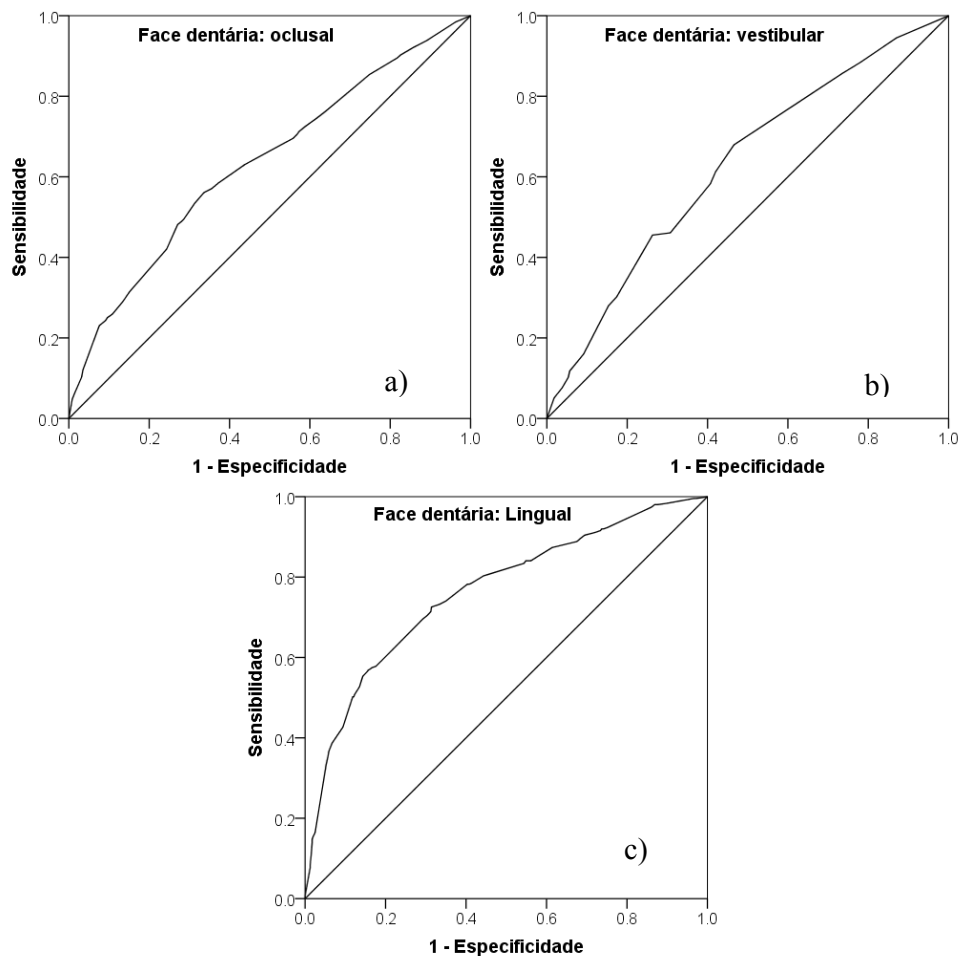 Face dentária: oclusal
1.0
0.8
0.6
0.4
0.2
0.0
Sensibilidade
0.0 0.2 0.4 0.6 0.8 1.0
1 - Especificidade
a)
Face dentária: vestibular
1.0
0.8
0.6
0.4
0.2
0.0
Sensibilidade
0.0 0.2 0.4 0.6 0.8 1.0
1 - Especificidade
b)
Face dentária: Lingual
1.0
0.8
0.6
0.4
0.2
0.0
Sensibilidade
0.0 0.2 0.4 0.6 0.8 1.0
1 - Especificidade
c)